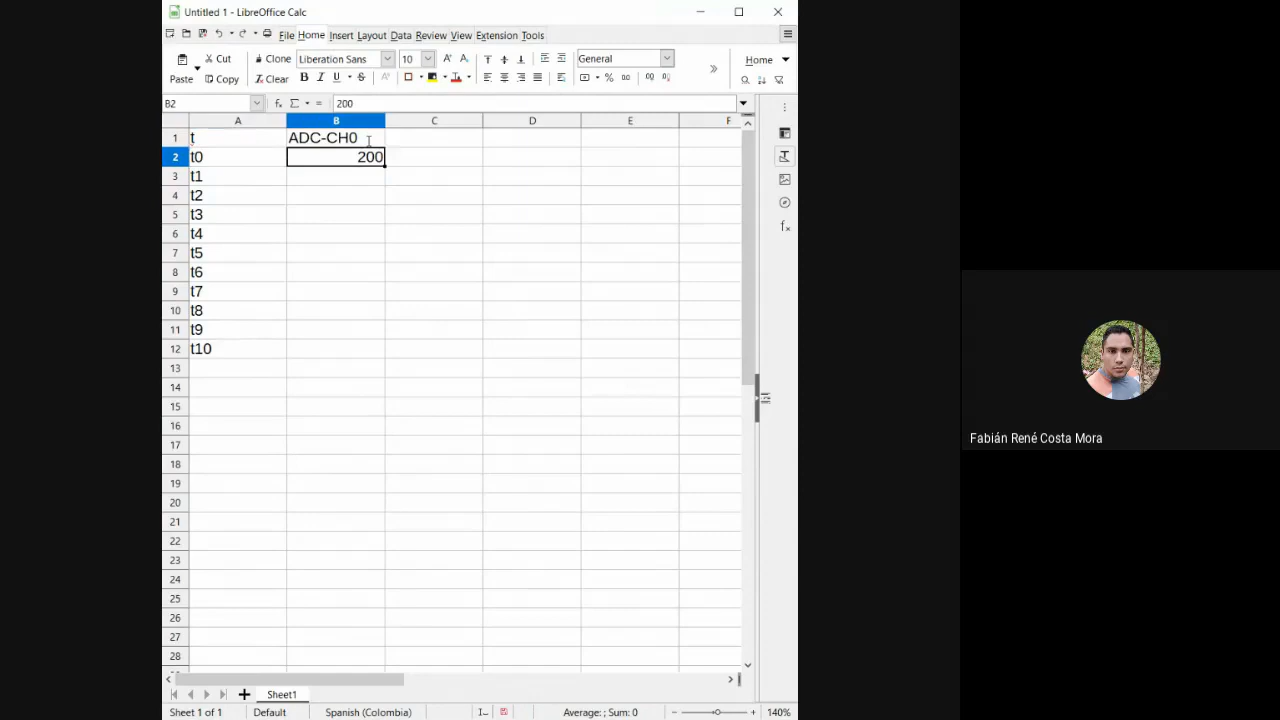 Untitled 1 - LibreOffice Calc
File Home Insert Layout Data Review View Extension Tools
Cut Clone Liberation Sans 10 General Home
Paste Copy Clear
B2 200
A B C D E F
1 t ADC-CH0
2 t0 200
3 t1
4 t2
5 t3
6 t4
7 t5
8 t6
9 t7
10 t8
11 t9
12 t10
13
14
15
16
17
18
19
20
21
22
23
24
25
26
27
28
Sheet1
Sheet 1 of 1 Default Spanish (Colombia) Average: ; Sum: 0 140%
Fabián René Costa Mora